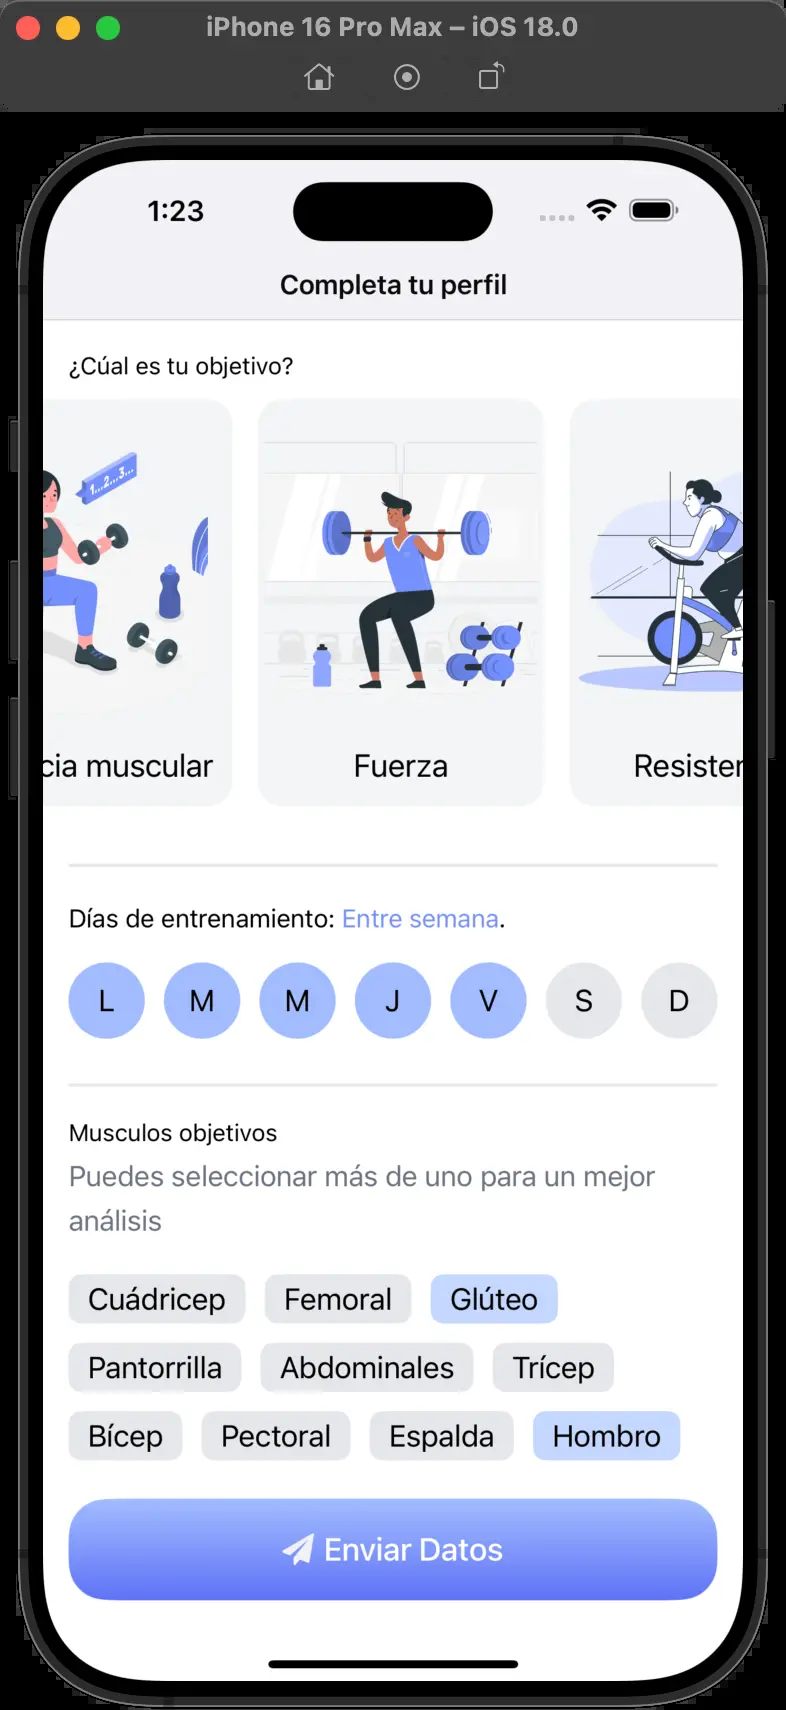 iPhone 16 Pro Max – iOS 18.0
1:23
Completa tu perfil
¿Cúal es tu objetivo?
1...2...3...
cia muscular
Fuerza
Resister
Días de entrenamiento: Entre semana.
L M M J V S D
Musculos objetivos
Puedes seleccionar más de uno para un mejor
análisis
Cuádricep Femoral Glúteo
Pantorrilla Abdominales Trícep
Bícep Pectoral Espalda Hombro
Enviar Datos